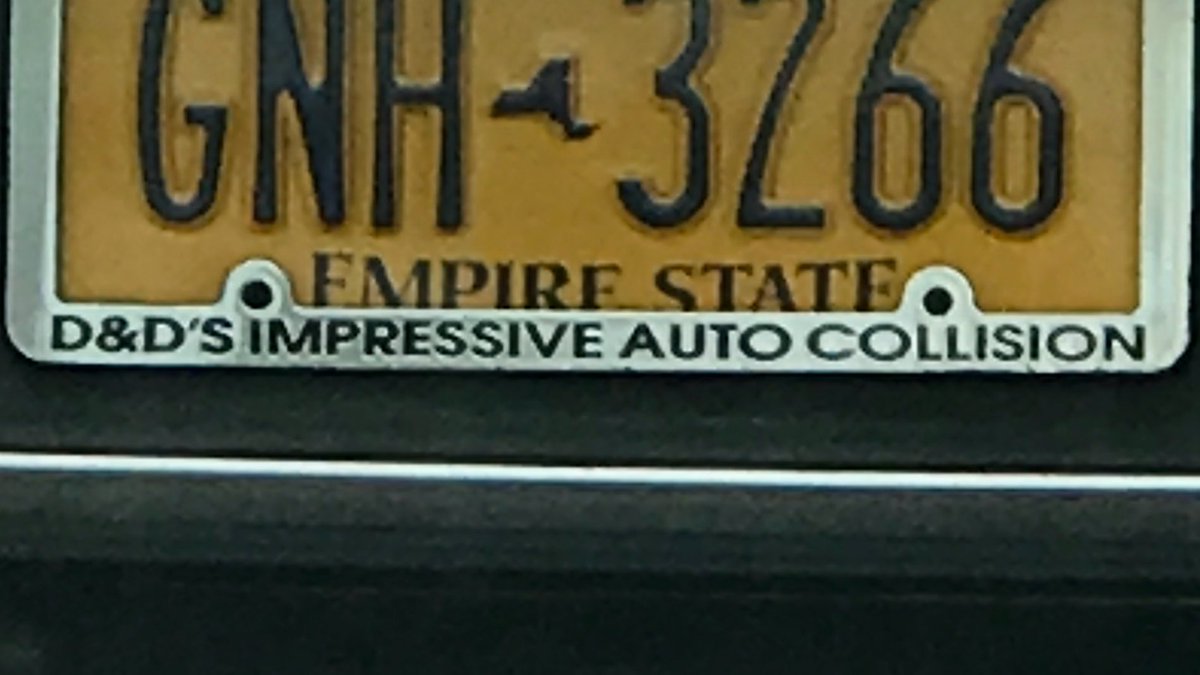 GNH 3266
EMPIRE STATE
D&D'S IMPRESSIVE AUTO COLLISION